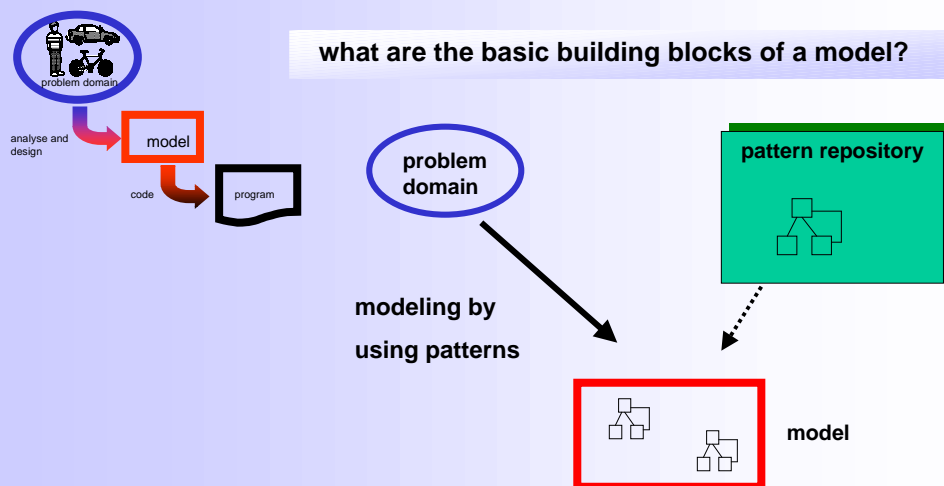 what are the basic building blocks of a model?
problem domain
analyse and
design
model
code
program
problem
domain
pattern repository
modeling by
using patterns
model